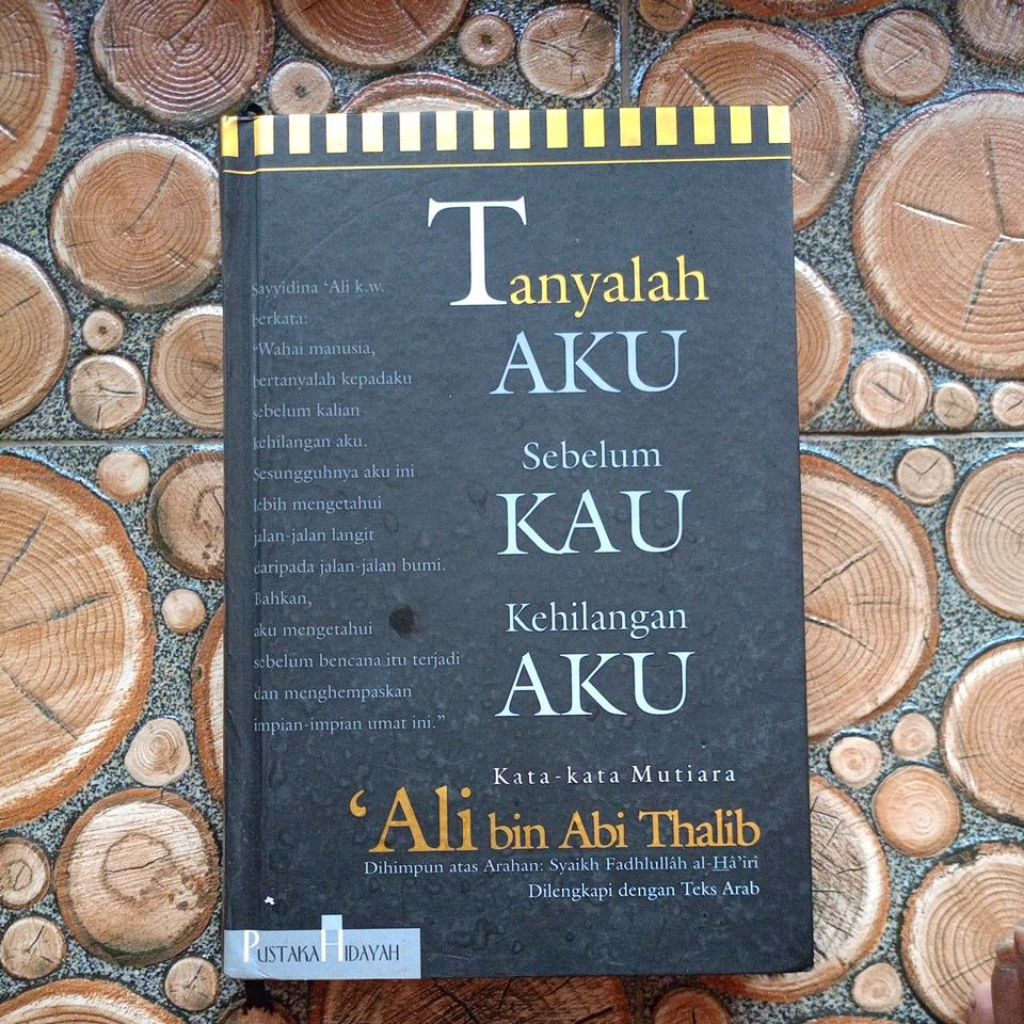 Tanyalah
AKU
Sebelum
KAU
Kehilangan
AKU
Sayyidina ‘Ali k.w.
berkata:
“Wahai manusia,
bertanyalah kepadaku
sebelum kalian
kehilangan aku.
Sesungguhnya aku ini
lebih mengetahui
jalan-jalan langit
daripada jalan-jalan bumi.
Bahkan,
aku mengetahui
sebelum bencana itu terjadi
dan menghempaskan
impian-impian umat ini.”
Kata-kata Mutiara
‘Ali bin Abi Thalib
Dihimpun atas Arahan: Syaikh Fadhlullâh al-Hâ’irî
Dilengkapi dengan Teks Arab
PUSTAKA HIDAYAH